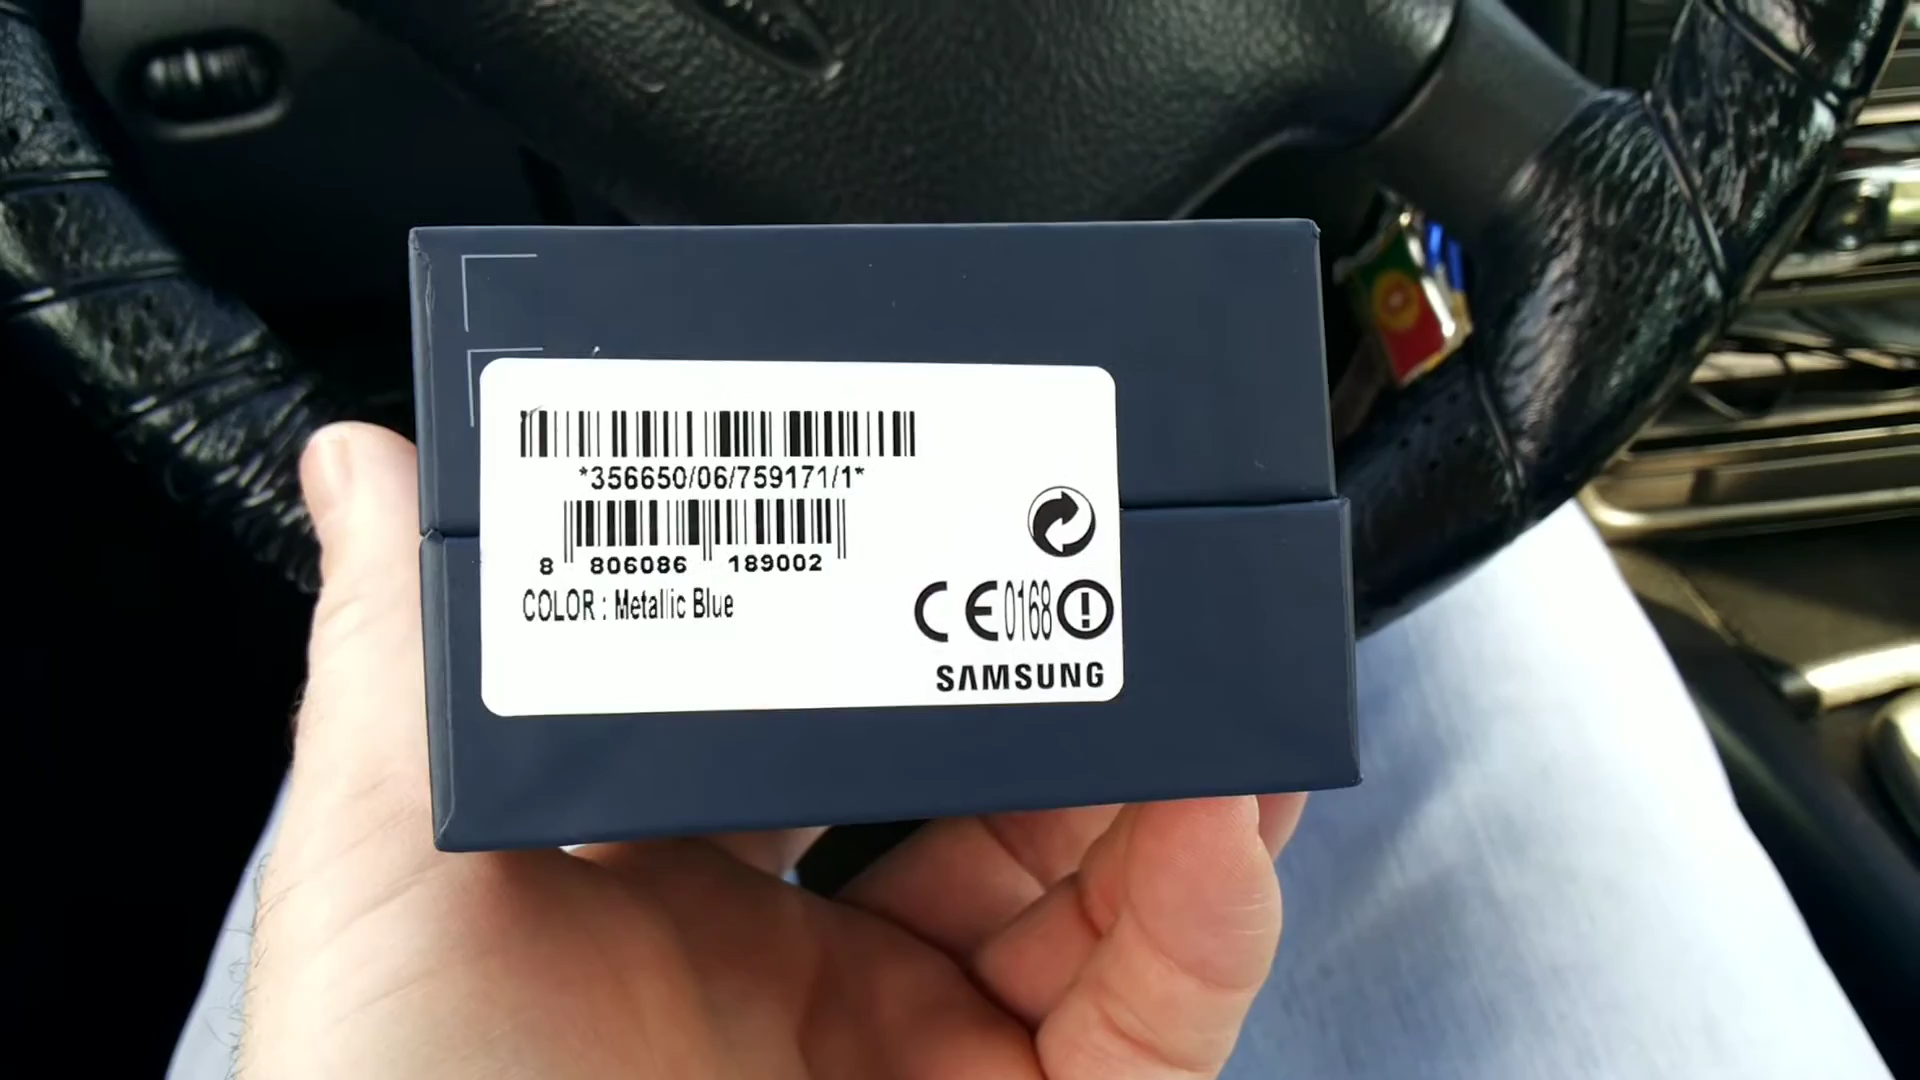 *356650/06/759171/1*
8 806086 189002
COLOR : Metallic Blue
CE0168
SAMSUNG